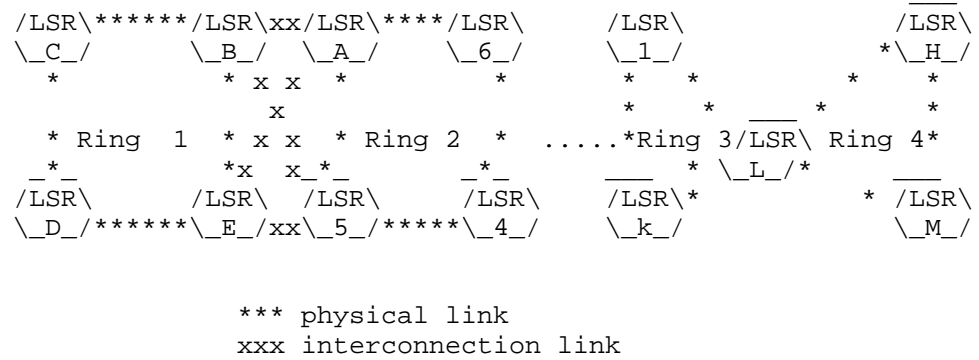 ___
/LSR\******/LSR\xx/LSR\****/LSR\     /LSR\             /LSR\
\_C_/      \_B_/  \_A_/    \_6_/     \_1_/            *\_H_/
  *          * x x  *         *       *   *         *    *
                x                     *    *  ___  *     *
  * Ring  1  * x x  * Ring 2  *  .....*Ring 3/LSR\ Ring 4*
 _*_        *x  x_*_        _*_      ___  * \_L_/*     ___
/LSR\      /LSR\  /LSR\     /LSR\    /LSR\*          * /LSR\
\_D_/******\_E_/xx\_5_/*****\_4_/    \_k_/             \_M_/
*** physical link
xxx interconnection link